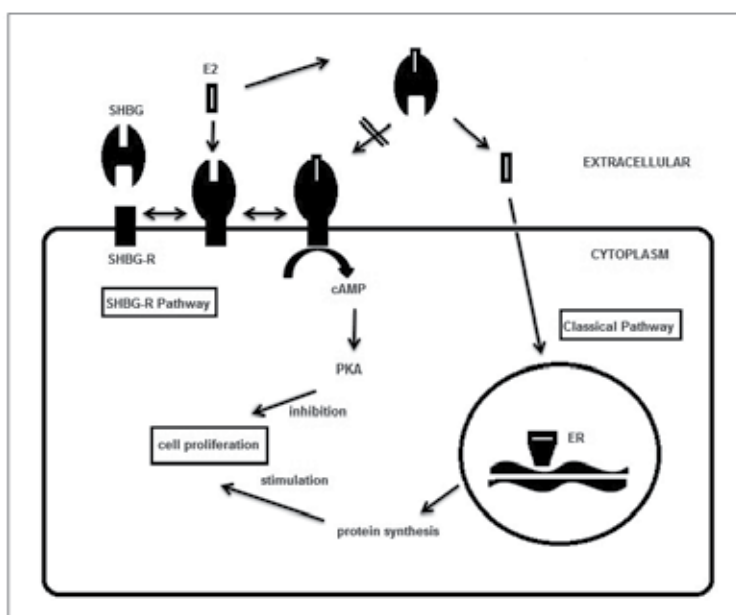 E2
SHBG
EXTRACELLULAR
SHBG-R
CYTOPLASM
cAMP
SHBG-R Pathway
Classical Pathway
PKA
inhibition
cell proliferation
ER
stimulation
protein synthesis